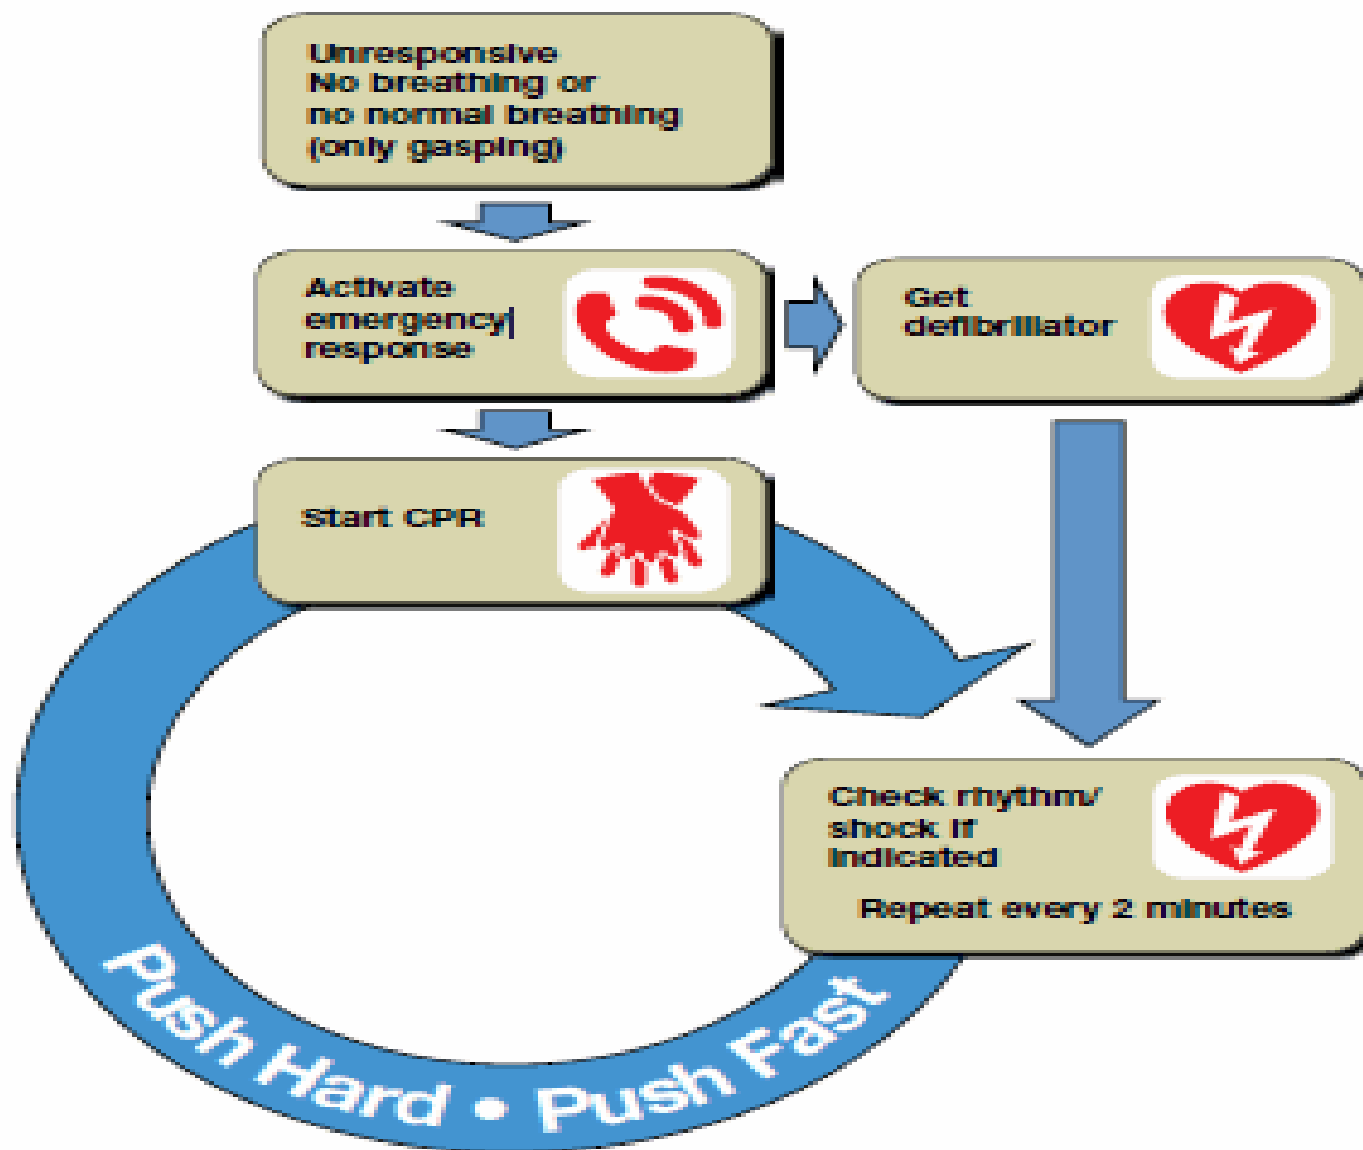 Unresponsive
No breathing or
no normal breathing
(only gasping)
Activate
emergency
response
Get
defibrillator
Start CPR
Check rhythm/
shock if
indicated
Repeat every 2 minutes
Push Hard • Push Fast